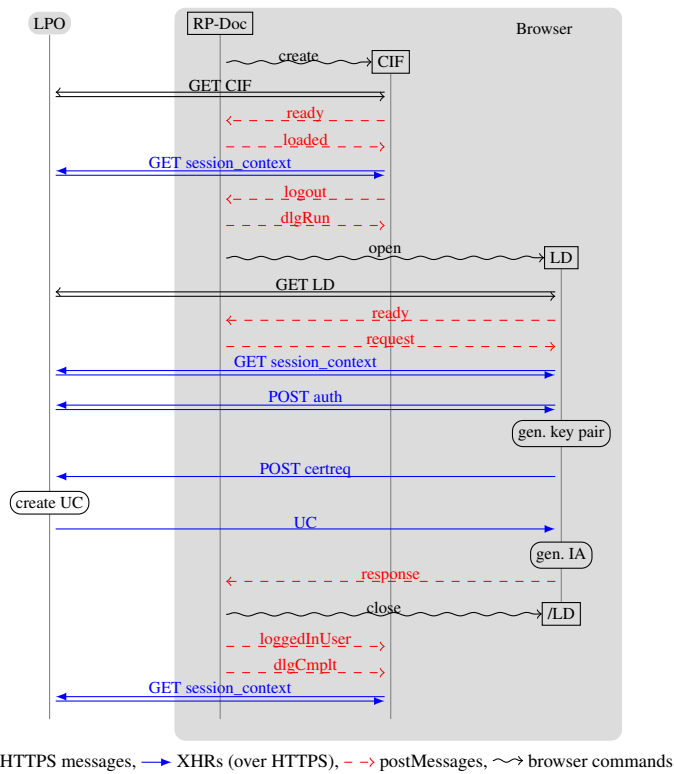 LPO
RP-Doc
Browser
create
CIF
GET CIF
ready
loaded
GET session_context
logout
dlgRun
open
LD
GET LD
ready
request
GET session_context
POST auth
gen. key pair
POST certreq
create UC
UC
gen. IA
response
close
/LD
loggedInUser
dlgCmplt
GET session_context
HTTPS messages, XHRs (over HTTPS), postMessages, browser commands